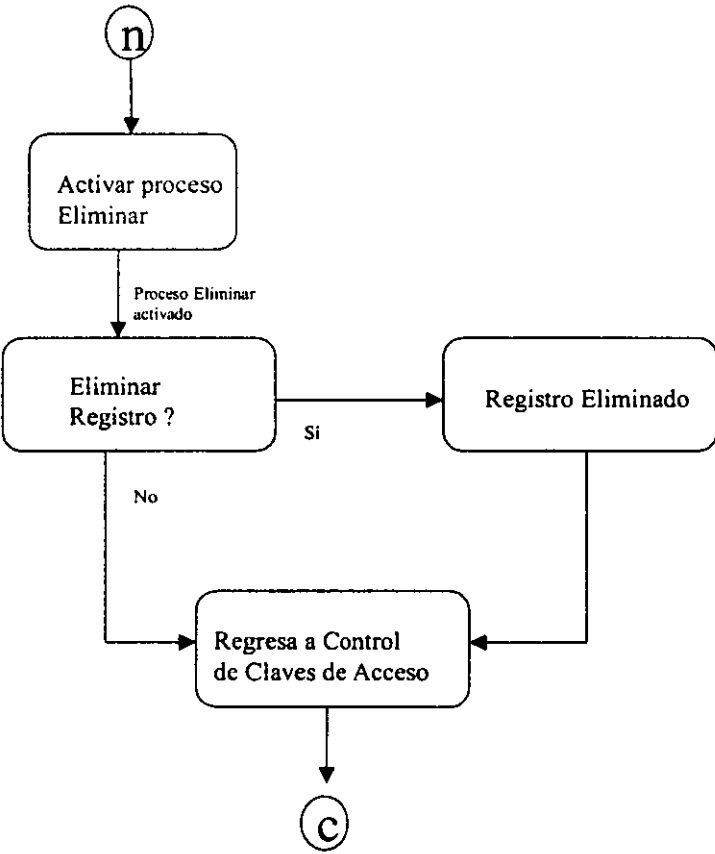 n
Activar proceso
Eliminar
Proceso Eliminar
activado
Eliminar
Registro ?
Si
Registro Eliminado
No
Regresa a Control
de Claves de Acceso
c